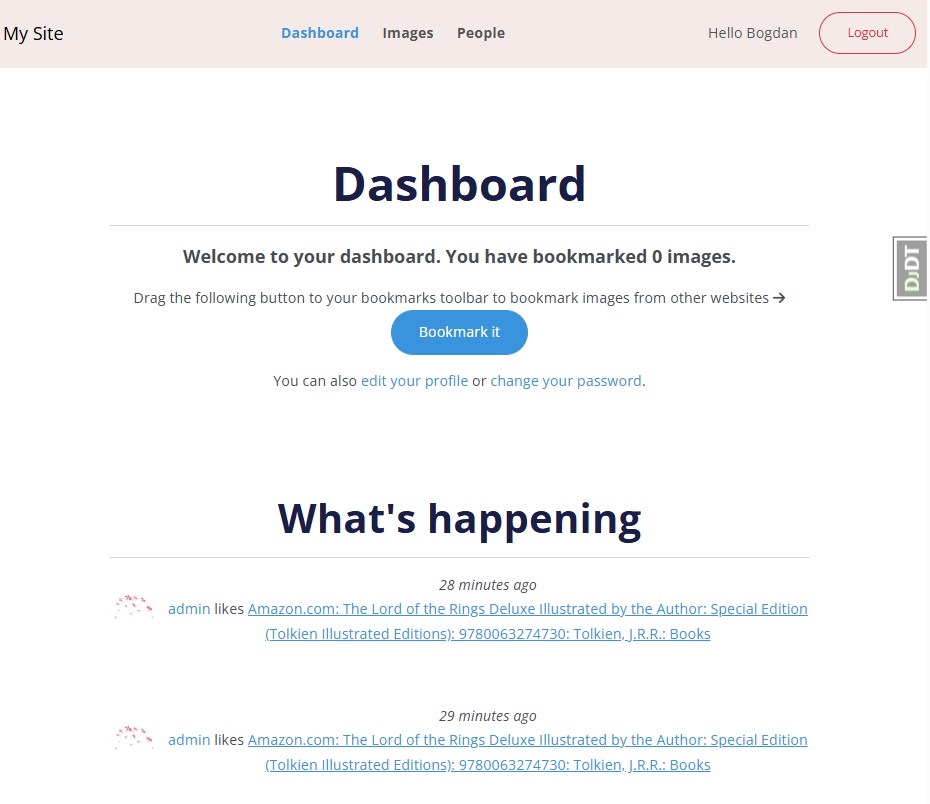 My Site
Dashboard Images People
Hello Bogdan
Logout
Dashboard
Welcome to your dashboard. You have bookmarked 0 images.
Drag the following button to your bookmarks toolbar to bookmark images from other websites →
Bookmark it
You can also edit your profile or change your password.
DJDT
What's happening
28 minutes ago
admin likes Amazon.com: The Lord of the Rings Deluxe Illustrated by the Author: Special Edition
(Tolkien Illustrated Editions): 9780063274730: Tolkien, J.R.R.: Books
29 minutes ago
admin likes Amazon.com: The Lord of the Rings Deluxe Illustrated by the Author: Special Edition
(Tolkien Illustrated Editions): 9780063274730: Tolkien, J.R.R.: Books